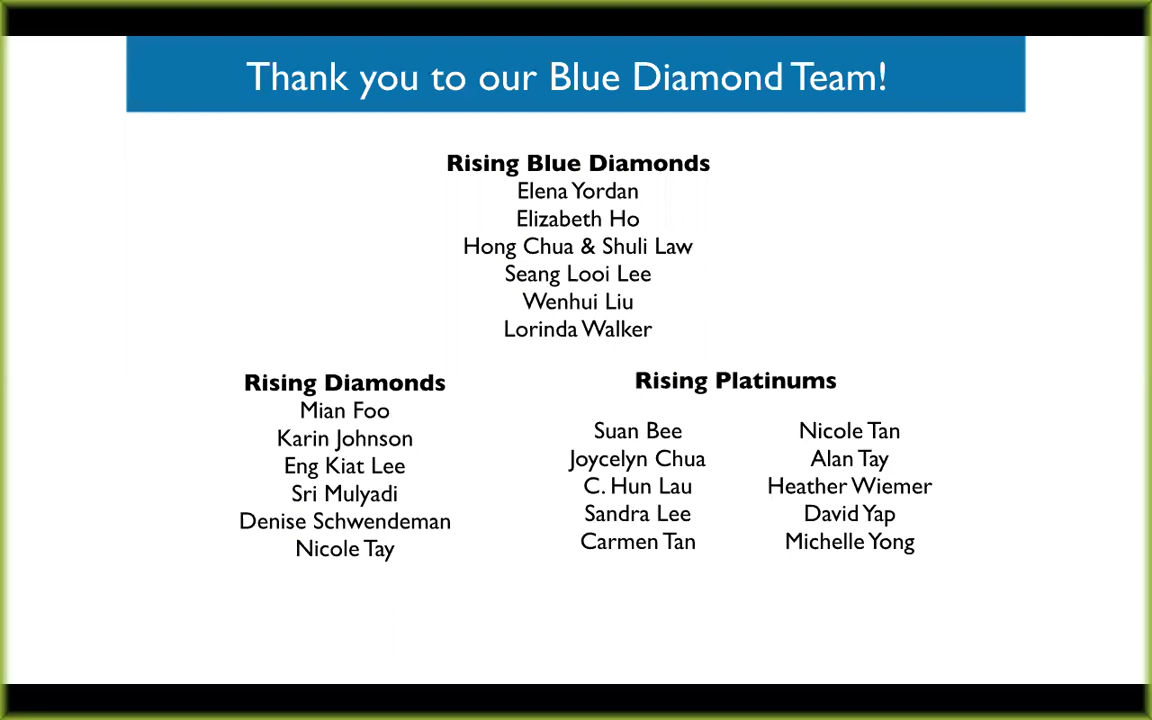 Thank you to our Blue Diamond Team!
Rising Blue Diamonds
Elena Yordan
Elizabeth Ho
Hong Chua & Shuli Law
Seang Looi Lee
Wenhui Liu
Lorinda Walker
Rising Diamonds
Mian Foo
Karin Johnson
Eng Kiat Lee
Sri Mulyadi
Denise Schwendeman
Nicole Tay
Rising Platinums
Suan Bee
Joycelyn Chua
C. Hun Lau
Sandra Lee
Carmen Tan
Nicole Tan
Alan Tay
Heather Wiemer
David Yap
Michelle Yong